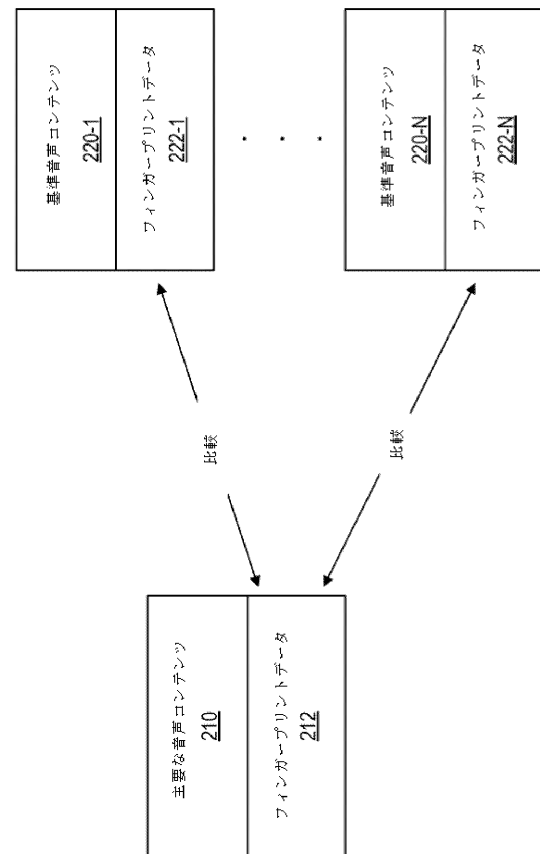 主要な音声コンテンツ
210
フィンガープリントデータ
212
比較
比較
基準音声コンテンツ
220-1
フィンガープリントデータ
222-1
基準音声コンテンツ
220-N
フィンガープリントデータ
222-N